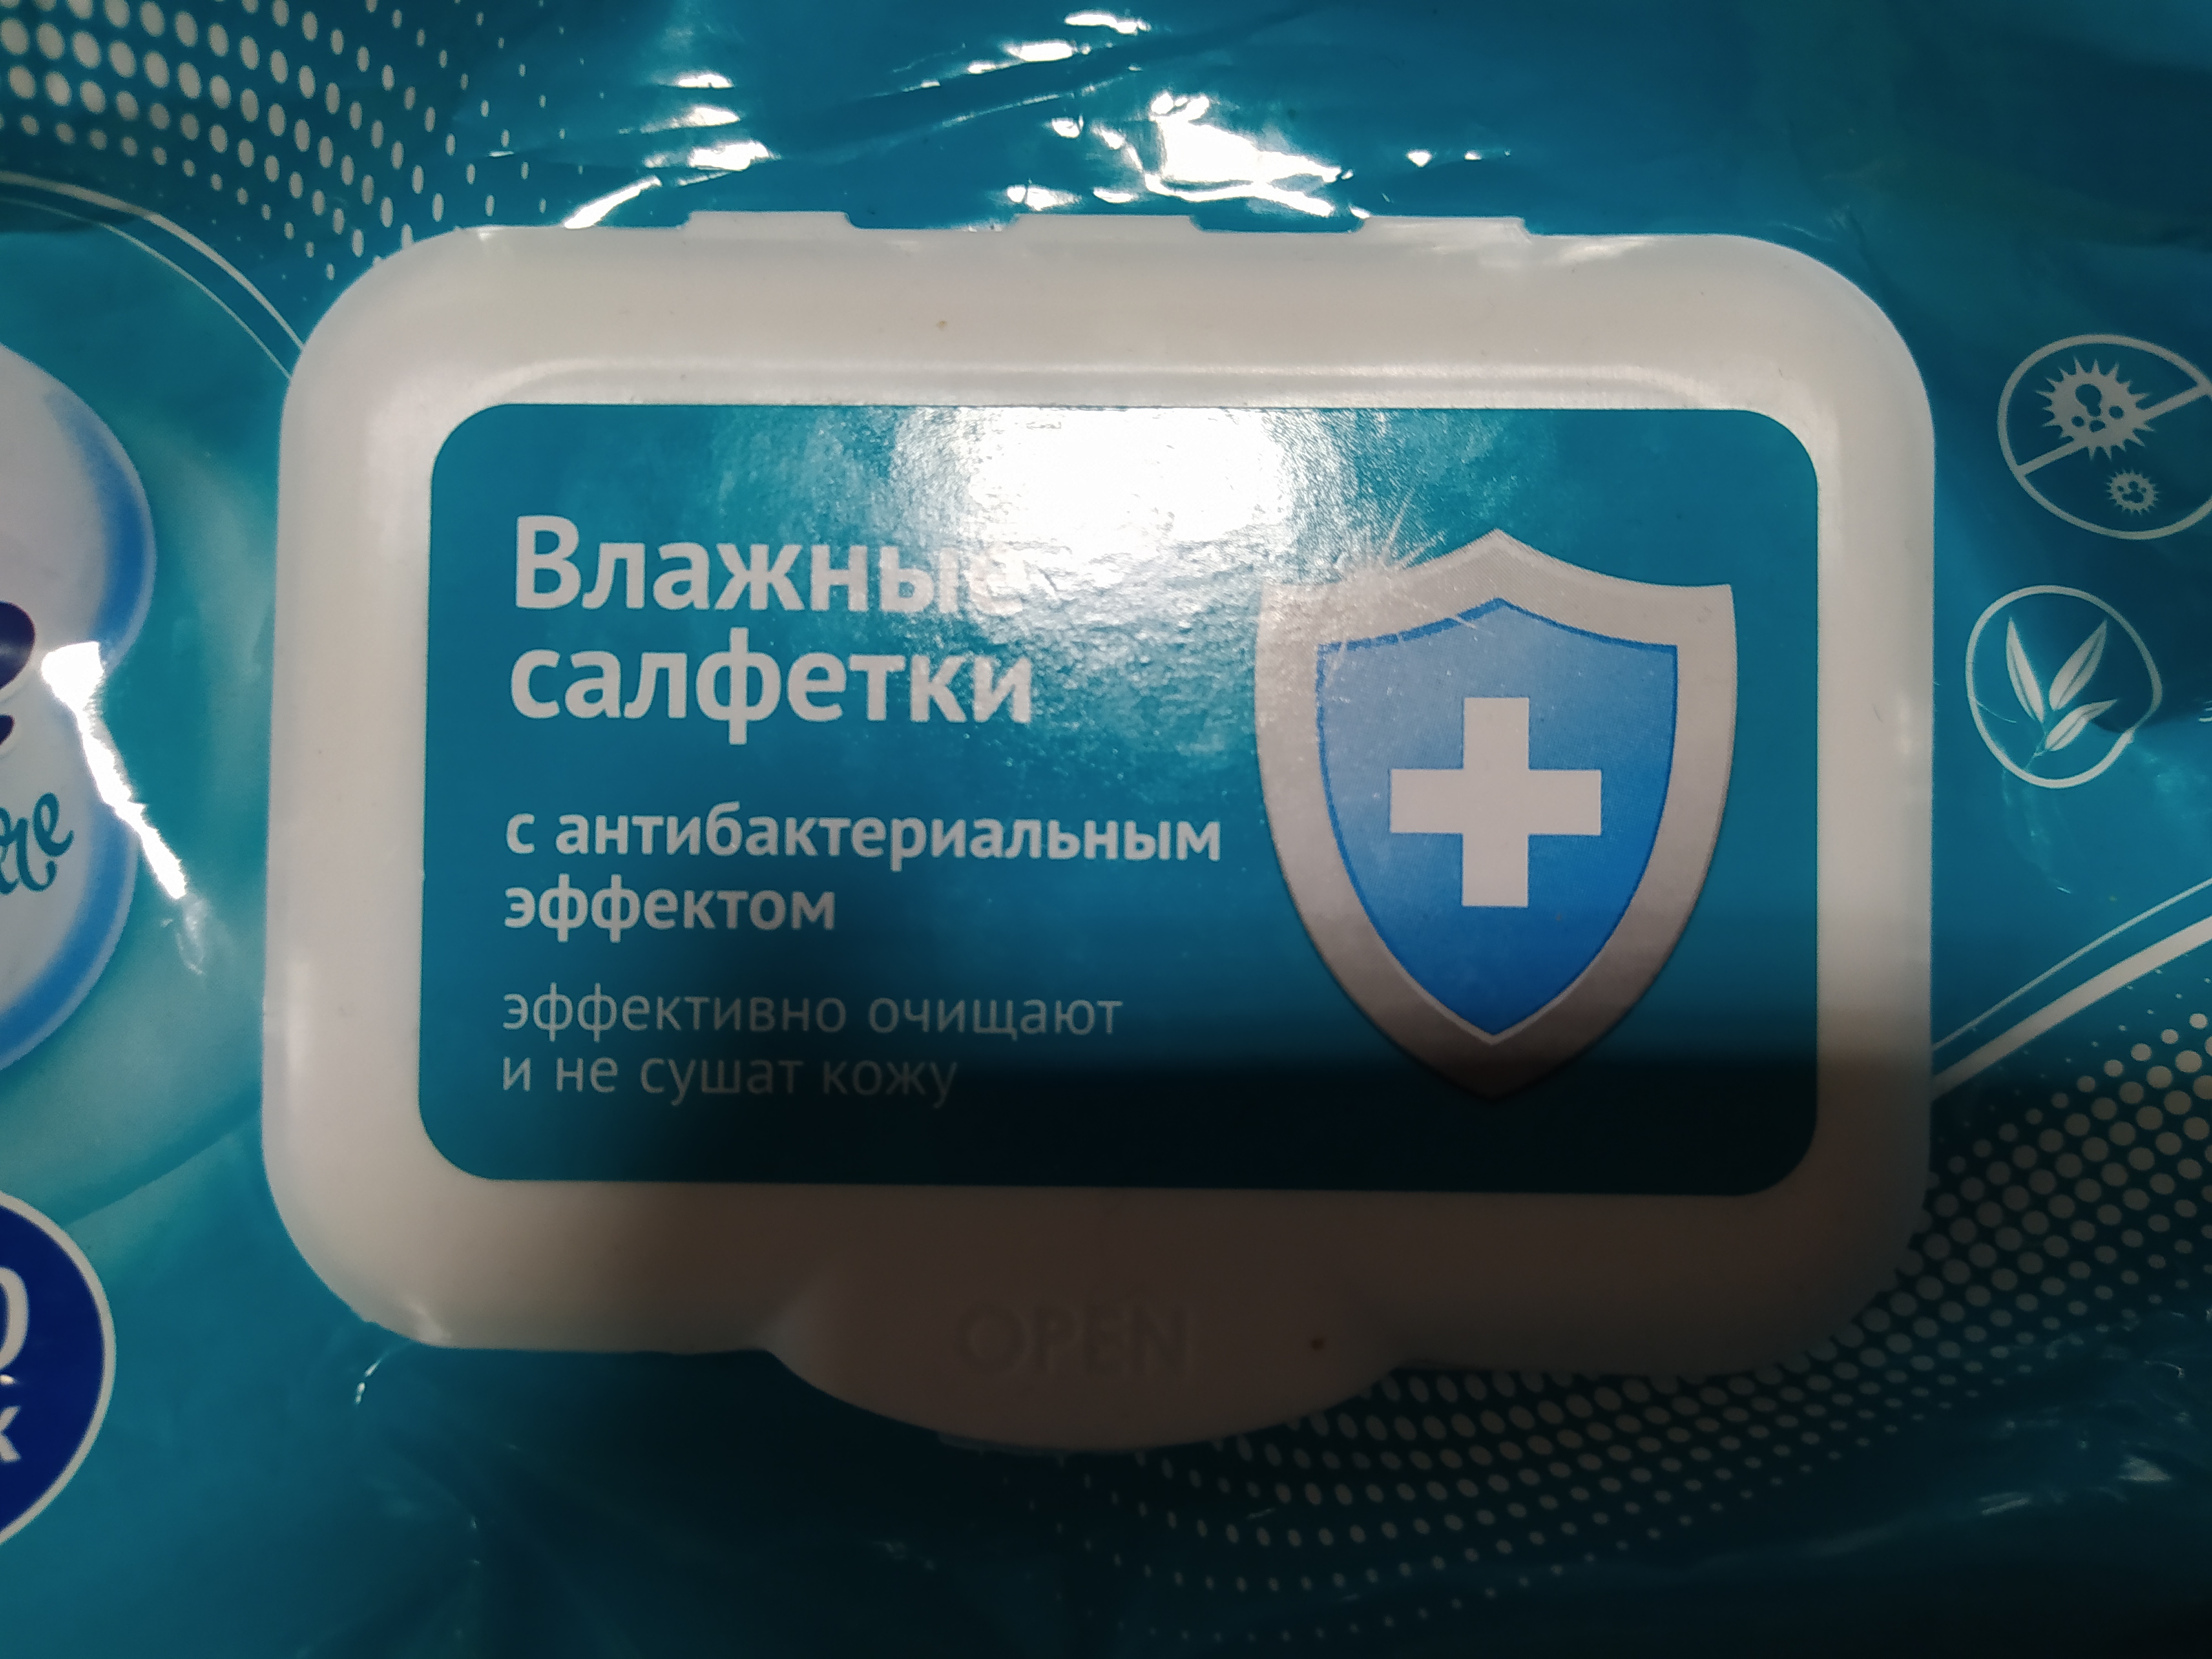 Влажные
салфетки
с антибактериальным
эффектом
эффективно очищают
и не сушат кожу
OPEN